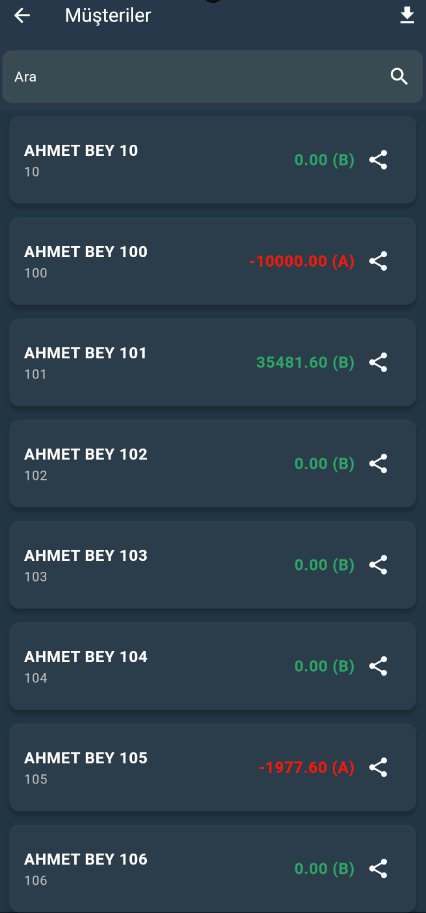 Müşteriler
Ara
AHMET BEY 10
10
0.00 (B)
AHMET BEY 100
100
-10000.00 (A)
AHMET BEY 101
101
35481.60 (B)
AHMET BEY 102
102
0.00 (B)
AHMET BEY 103
103
0.00 (B)
AHMET BEY 104
104
0.00 (B)
AHMET BEY 105
105
-1977.60 (A)
AHMET BEY 106
106
0.00 (B)